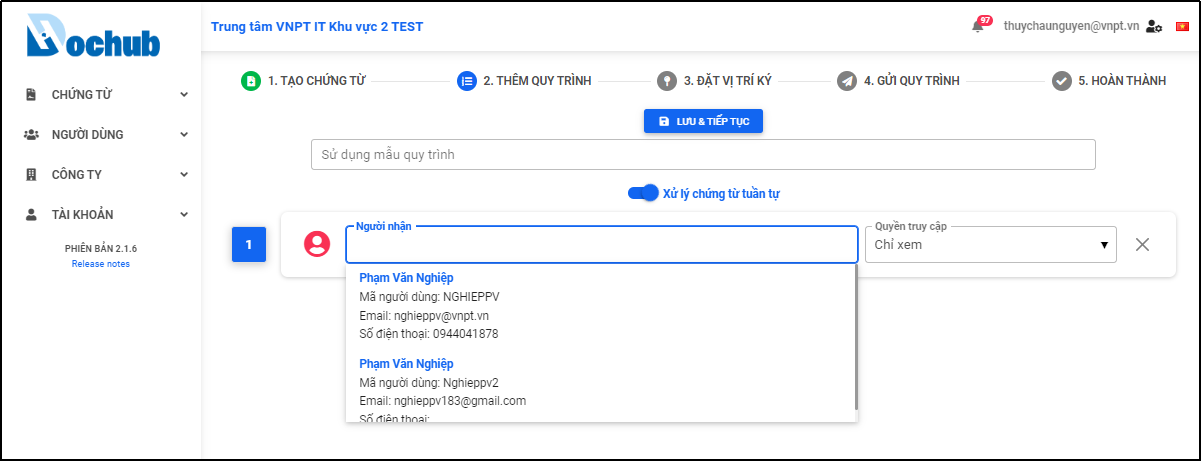 Dochub
Trung tâm VNPT IT Khu vực 2 TEST
97
thuychaunguyen@vnpt.vn
CHỨNG TỪ
NGƯỜI DÙNG
CÔNG TY
TÀI KHOẢN
PHIÊN BẢN 2.1.6
Release notes
1. TẠO CHỨNG TỪ
2. THÊM QUY TRÌNH
3. ĐẶT VỊ TRÍ KÝ
4. GỬI QUY TRÌNH
5. HOÀN THÀNH
LƯU & TIẾP TỤC
Sử dụng mẫu quy trình
Xử lý chứng từ tuần tự
1
Người nhận
Quyền truy cập
Chỉ xem
Phạm Văn Nghiệp
Mã người dùng: NGHIEPPV
Email: nghieppv@vnpt.vn
Số điện thoại: 0944041878
Phạm Văn Nghiệp
Mã người dùng: Nghieppv2
Email: nghieppv183@gmail.com
Số điện thoại: